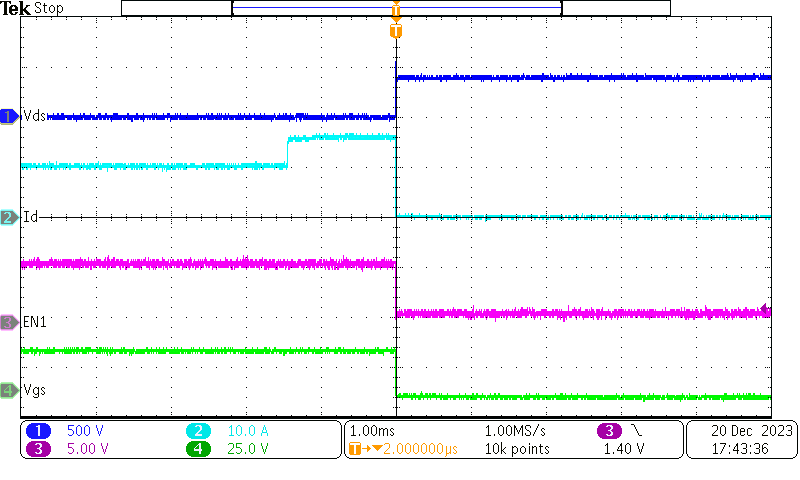 Tek Stop
T
T
1 Vds
2 Id
3 EN1
4 Vgs
1 500 V 2 10.0 A
3 5.00 V 4 25.0 V
1.00ms 1.00MS/s 3
T→▼2.000000µs 10k points 1.40 V
20 Dec 2023
17:43:36